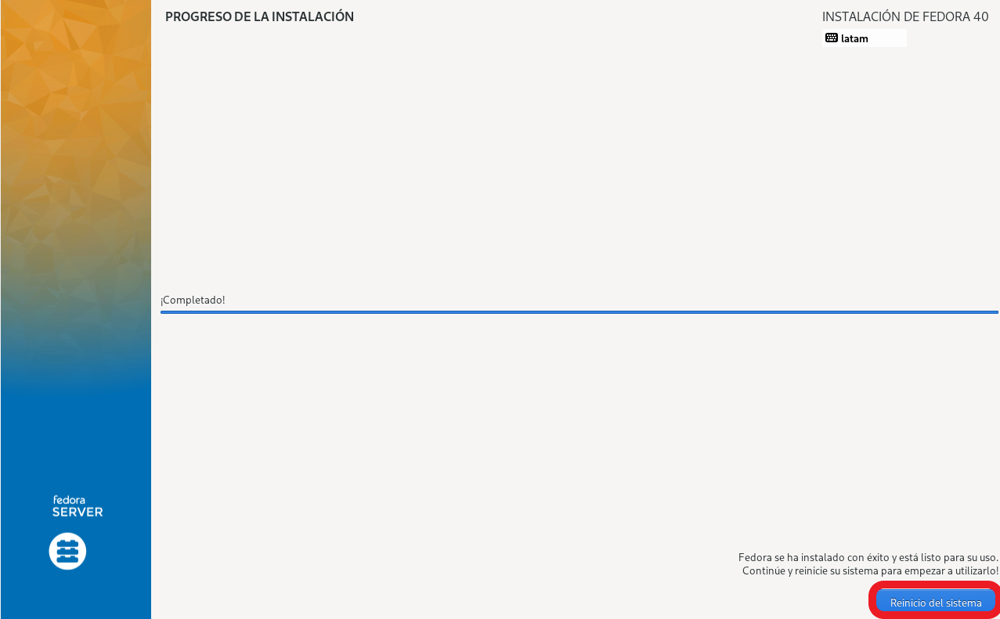 PROGRESO DE LA INSTALACIÓN
INSTALACIÓN DE FEDORA 40
latam
¡Completado!
fedora
SERVER
Fedora se ha instalado con éxito y está listo para su uso.
Continúe y reinicie su sistema para empezar a utilizarlo!
Reinicio del sistema